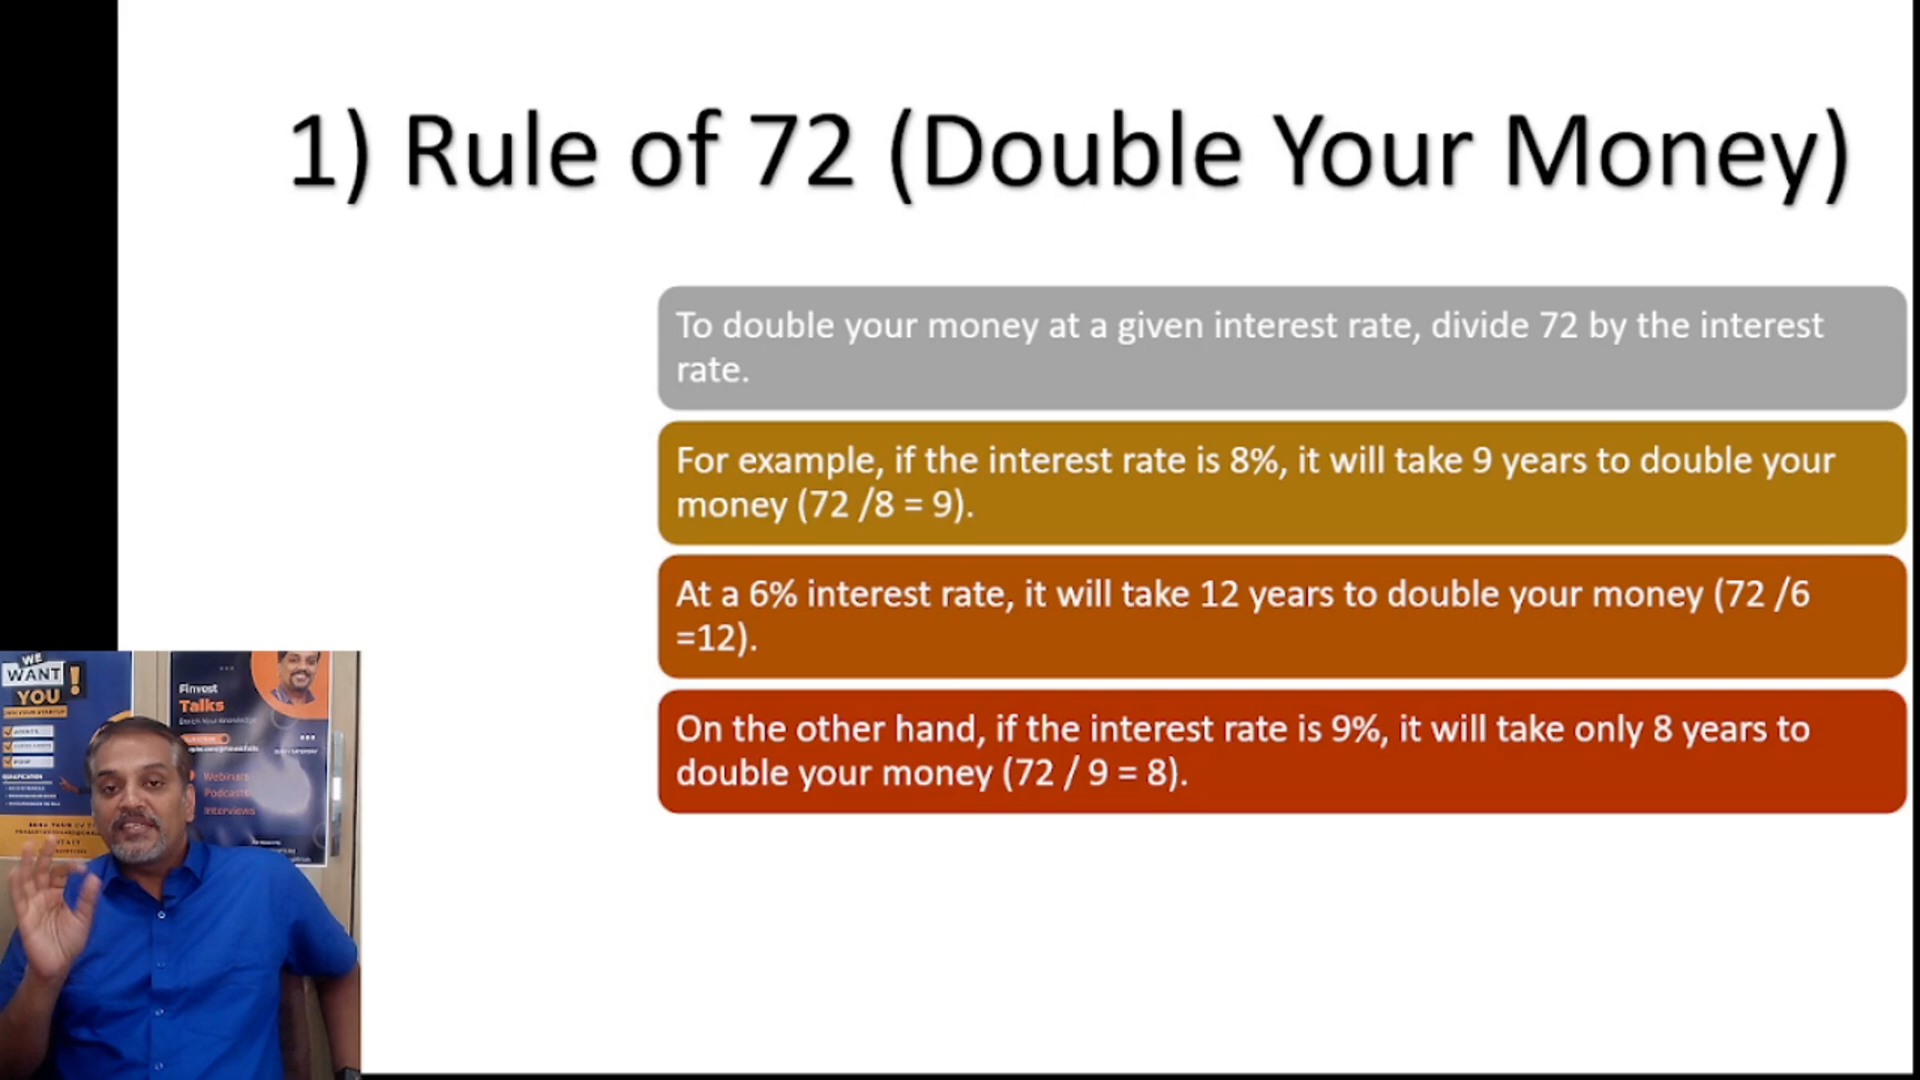 1) Rule of 72 (Double Your Money)
To double your money at a given interest rate, divide 72 by the interest
rate.
For example, if the interest rate is 8%, it will take 9 years to double your
money (72 /8 = 9).
At a 6% interest rate, it will take 12 years to double your money (72 /6
=12).
On the other hand, if the interest rate is 9%, it will take only 8 years to
double your money (72 / 9 = 8).
WE
WANT
YOU !
Finvest
Talks
Enrich Your Knowledge
Webinars
Podcasts
Interviews